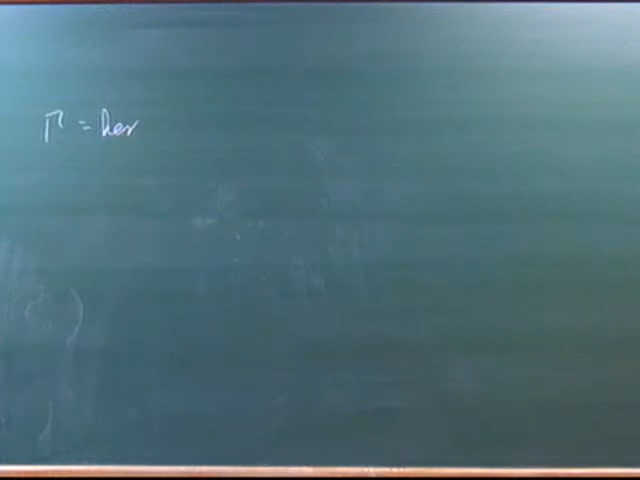 Γ = ker